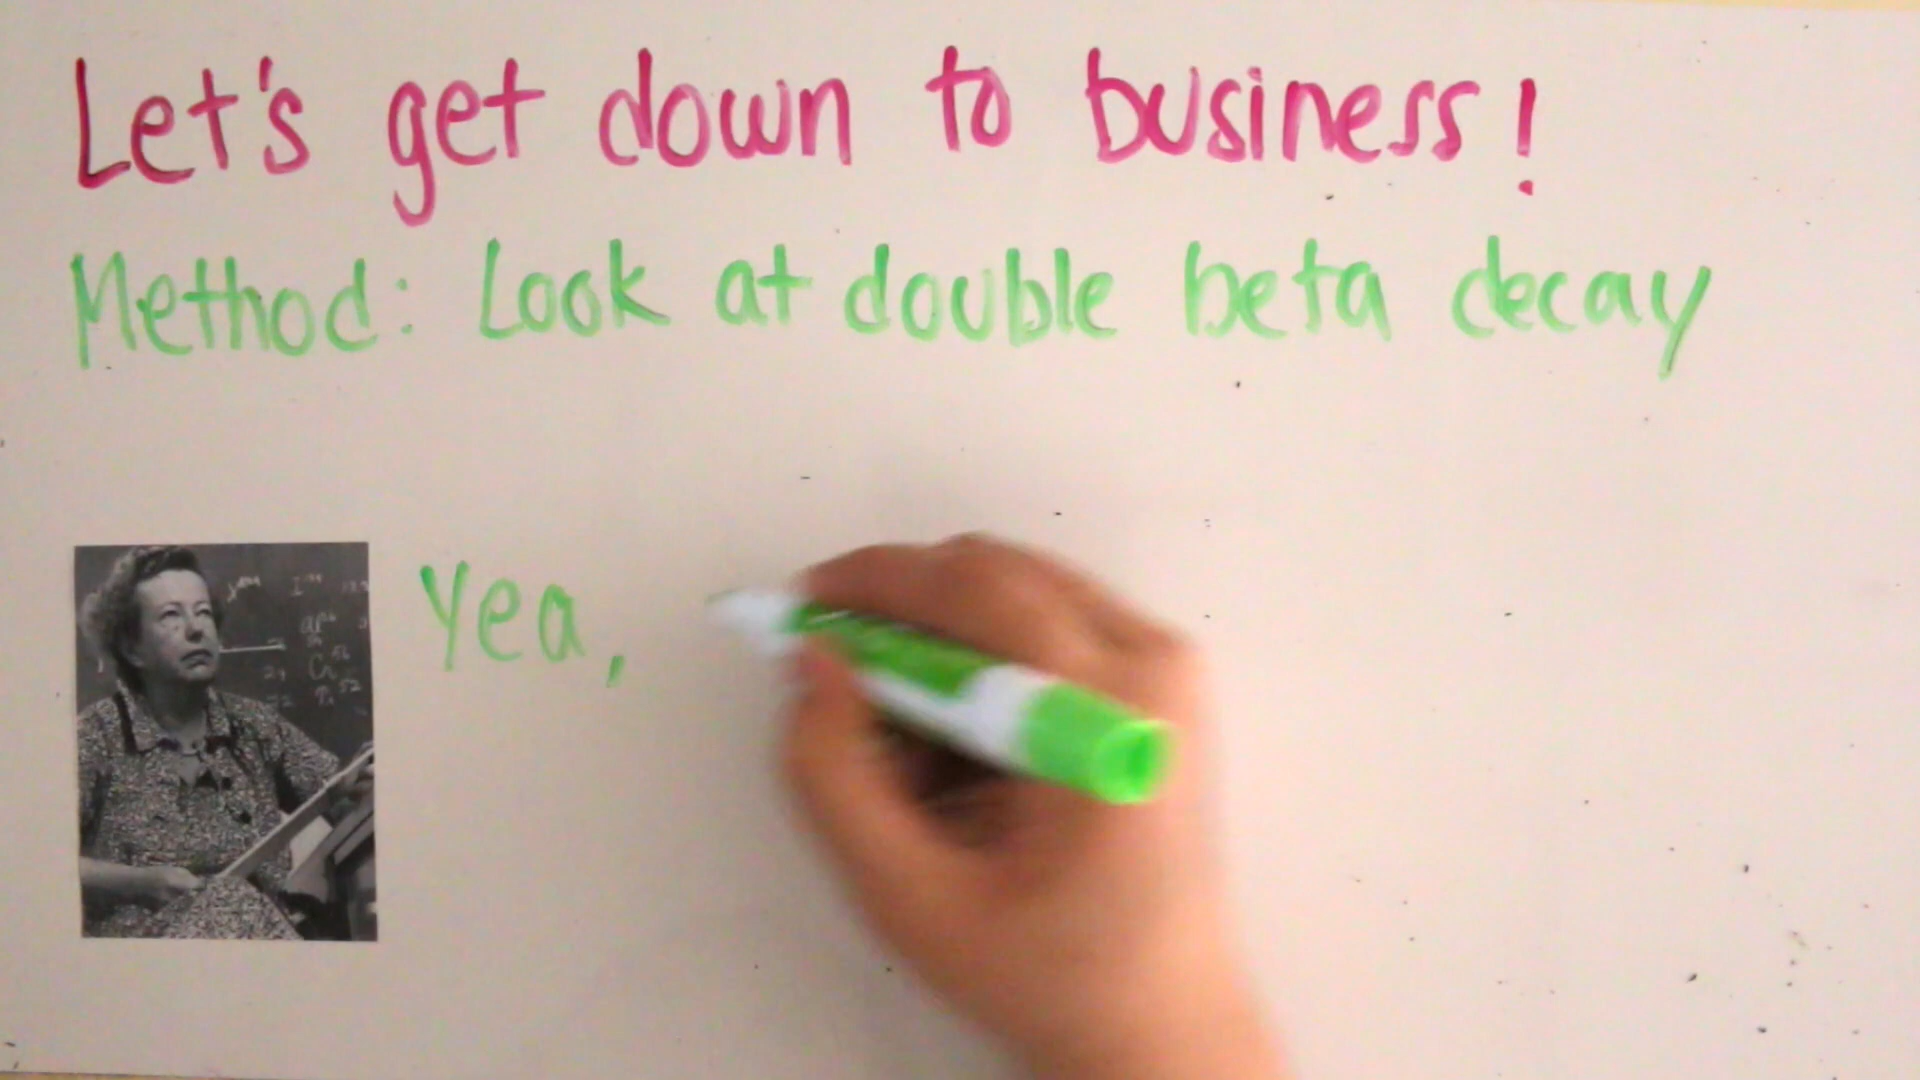 Let's get down to business!
Method: Look at double beta decay
Yea,